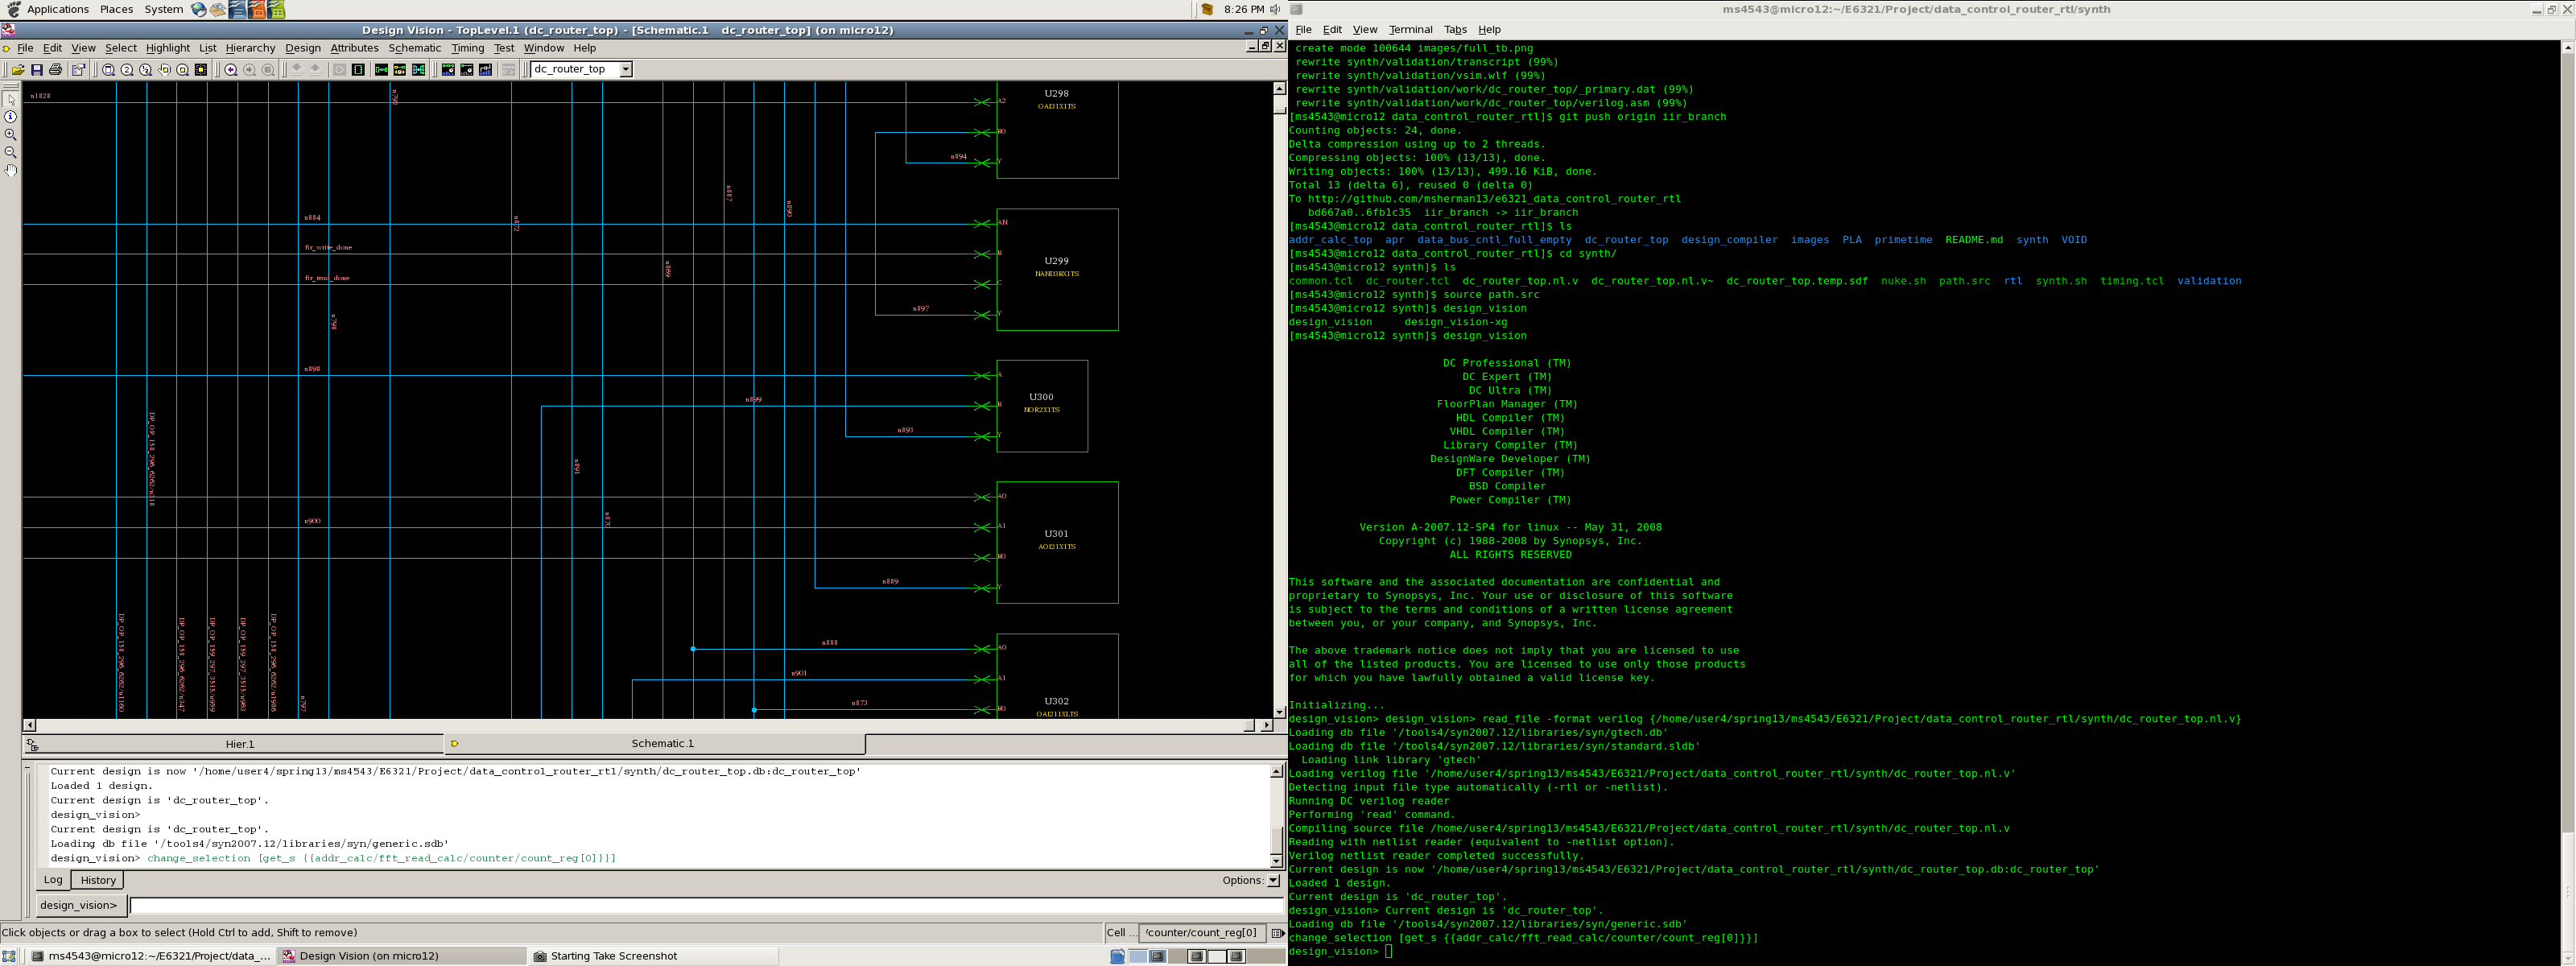 Applications Places System
8:26 PM
Design Vision - TopLevel.1 (dc_router_top) - [Schematic.1 dc_router_top] (on micro12)
File Edit View Select Highlight List Hierarchy Design Attributes Schematic Timing Test Window Help
dc_router_top
n1828
U298
OAI31X1TS
A2
B0
n894
Y
n887
n890
n884
n872
AN
fir_write_done
B
U299
NAND3BX1TS
n869
fir_read_done
C
n798
n897
Y
n898
A
n899
B
U300
NOR2X1TS
n893
Y
n891
A0
n900
A1
U301
AOI21X1TS
n870
B0
n889
Y
n888
A0
n901
A1
U302
OAI211XLTS
n873
B0
n797
Hier.1
Schematic.1
Current design is now '/home/user4/spring13/ms4543/E6321/Project/data_control_router_rtl/synth/dc_router_top.db:dc_router_top'
Loaded 1 design.
Current design is 'dc_router_top'.
design_vision>
Current design is 'dc_router_top'.
Loading db file '/tools4/syn2007.12/libraries/syn/generic.sdb'
design_vision> change_selection [get_s {{addr_calc/fft_read_calc/counter/count_reg[0]}}]
Log History
Options:
design_vision>
Click objects or drag a box to select (Hold Ctrl to add, Shift to remove)
Cell ... /counter/count_reg[0]
ms4543@micro12:~/E6321/Project/data_...
Design Vision (on micro12)
Starting Take Screenshot
ms4543@micro12:~/E6321/Project/data_control_router_rtl/synth
File Edit View Terminal Tabs Help
create mode 100644 images/full_tb.png
rewrite synth/validation/transcript (99%)
rewrite synth/validation/vsim.wlf (99%)
rewrite synth/validation/work/dc_router_top/_primary.dat (99%)
rewrite synth/validation/work/dc_router_top/verilog.asm (99%)
[ms4543@micro12 data_control_router_rtl]$ git push origin iir_branch
Counting objects: 24, done.
Delta compression using up to 2 threads.
Compressing objects: 100% (13/13), done.
Writing objects: 100% (13/13), 499.16 KiB, done.
Total 13 (delta 6), reused 0 (delta 0)
To http://github.com/msherman13/e6321_data_control_router_rtl
bd667a0..6fb1c35 iir_branch -> iir_branch
[ms4543@micro12 data_control_router_rtl]$ ls
addr_calc_top apr data_bus_cntl_full_empty dc_router_top design_compiler images PLA primetime README.md synth VOID
[ms4543@micro12 data_control_router_rtl]$ cd synth/
[ms4543@micro12 synth]$ ls
common.tcl dc_router.tcl dc_router_top.nl.v dc_router_top.nl.v~ dc_router_top.temp.sdf nuke.sh path.src rtl synth.sh timing.tcl validation
[ms4543@micro12 synth]$ source path.src
[ms4543@micro12 synth]$ design_vision
design_vision design_vision-xg
[ms4543@micro12 synth]$ design_vision
DC Professional (TM)
DC Expert (TM)
DC Ultra (TM)
FloorPlan Manager (TM)
HDL Compiler (TM)
VHDL Compiler (TM)
Library Compiler (TM)
DesignWare Developer (TM)
DFT Compiler (TM)
BSD Compiler
Power Compiler (TM)
Version A-2007.12-SP4 for linux -- May 31, 2008
Copyright (c) 1988-2008 by Synopsys, Inc.
ALL RIGHTS RESERVED
This software and the associated documentation are confidential and
proprietary to Synopsys, Inc. Your use or disclosure of this software
is subject to the terms and conditions of a written license agreement
between you, or your company, and Synopsys, Inc.
The above trademark notice does not imply that you are licensed to use
all of the listed products. You are licensed to use only those products
for which you have lawfully obtained a valid license key.
Initializing...
design_vision> design_vision> read_file -format verilog {/home/user4/spring13/ms4543/E6321/Project/data_control_router_rtl/synth/dc_router_top.nl.v}
Loading db file '/tools4/syn2007.12/libraries/syn/gtech.db'
Loading db file '/tools4/syn2007.12/libraries/syn/standard.sldb'
Loading link library 'gtech'
Loading verilog file '/home/user4/spring13/ms4543/E6321/Project/data_control_router_rtl/synth/dc_router_top.nl.v'
Detecting input file type automatically (-rtl or -netlist).
Running DC verilog reader
Performing 'read' command.
Compiling source file /home/user4/spring13/ms4543/E6321/Project/data_control_router_rtl/synth/dc_router_top.nl.v
Reading with netlist reader (equivalent to -netlist option).
Verilog netlist reader completed successfully.
Current design is now '/home/user4/spring13/ms4543/E6321/Project/data_control_router_rtl/synth/dc_router_top.db:dc_router_top'
Loaded 1 design.
Current design is 'dc_router_top'.
design_vision> Current design is 'dc_router_top'.
Loading db file '/tools4/syn2007.12/libraries/syn/generic.sdb'
change_selection [get_s {{addr_calc/fft_read_calc/counter/count_reg[0]}}]
design_vision>